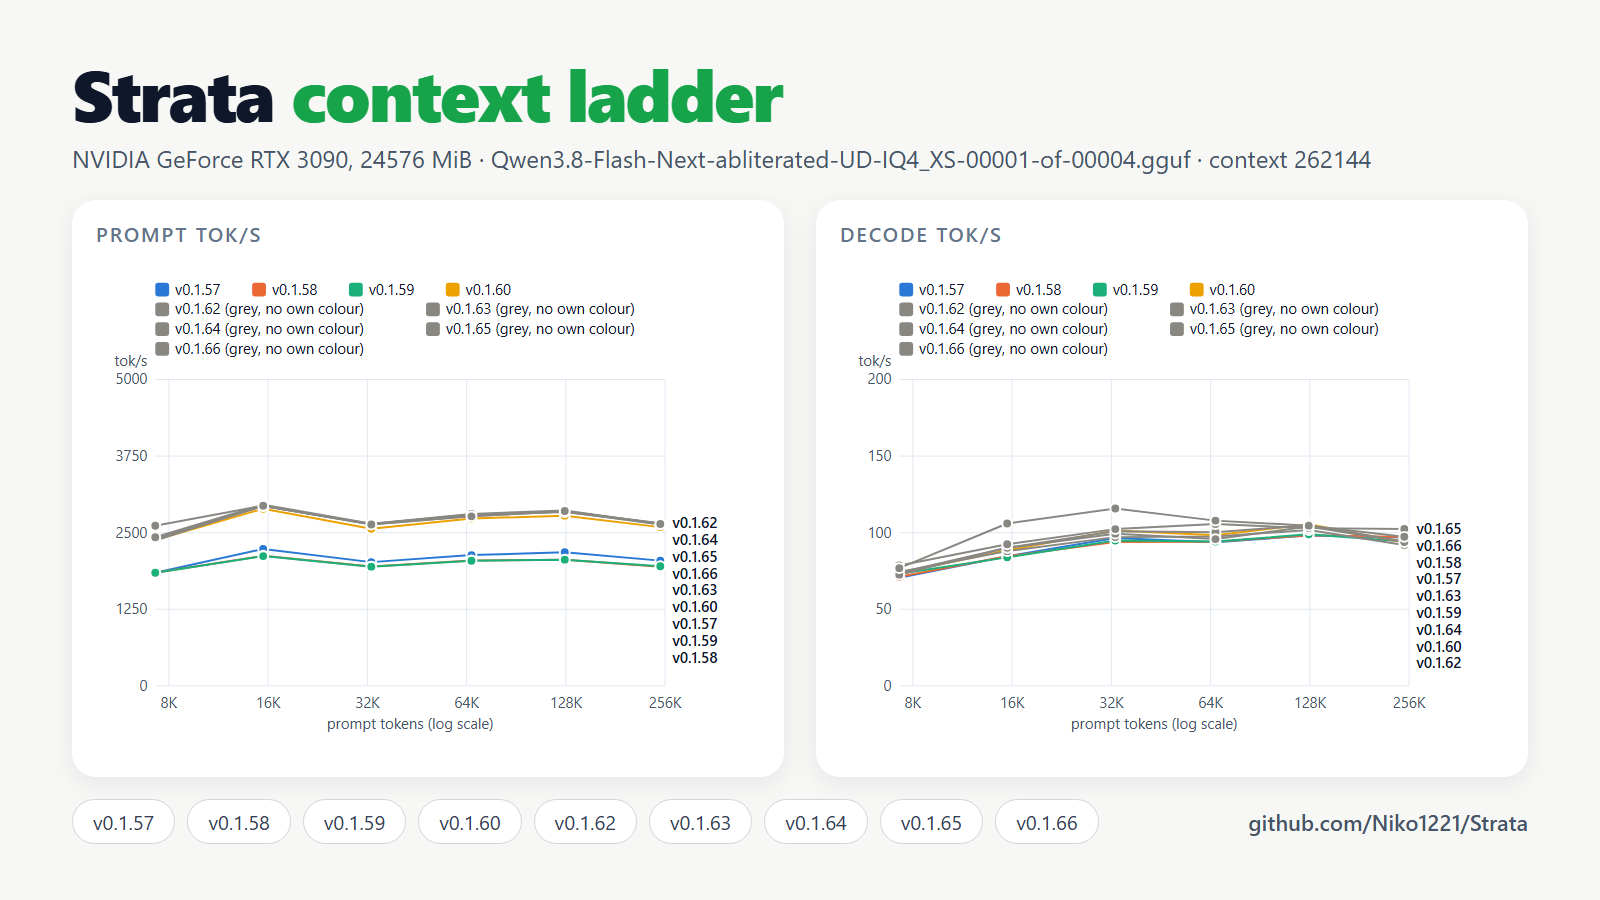 Strata context ladder
NVIDIA GeForce RTX 3090, 24576 MiB · Qwen3.8-Flash-Next-abliterated-UD-IQ4_XS-00001-of-00004.gguf · context 262144
PROMPT TOK/S
v0.1.57 v0.1.58 v0.1.59 v0.1.60
v0.1.62 (grey, no own colour) v0.1.63 (grey, no own colour)
v0.1.64 (grey, no own colour) v0.1.65 (grey, no own colour)
v0.1.66 (grey, no own colour)
tok/s
5000
3750
2500
1250
0
v0.1.62
v0.1.64
v0.1.65
v0.1.66
v0.1.63
v0.1.60
v0.1.57
v0.1.59
v0.1.58
8K 16K 32K 64K 128K 256K
prompt tokens (log scale)
DECODE TOK/S
v0.1.57 v0.1.58 v0.1.59 v0.1.60
v0.1.62 (grey, no own colour) v0.1.63 (grey, no own colour)
v0.1.64 (grey, no own colour) v0.1.65 (grey, no own colour)
v0.1.66 (grey, no own colour)
tok/s
200
150
100
50
0
v0.1.65
v0.1.66
v0.1.58
v0.1.57
v0.1.63
v0.1.59
v0.1.64
v0.1.60
v0.1.62
8K 16K 32K 64K 128K 256K
prompt tokens (log scale)
v0.1.57 v0.1.58 v0.1.59 v0.1.60 v0.1.62 v0.1.63 v0.1.64 v0.1.65 v0.1.66
github.com/Niko1221/Strata